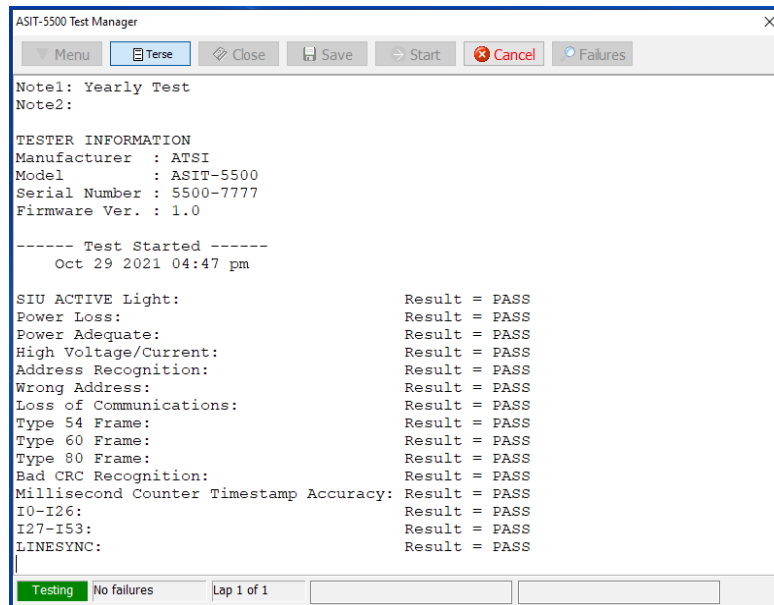 ASIT-5500 Test Manager
Menu Terse Close Save Start Cancel Failures
Note1: Yearly Test
Note2:
TESTER INFORMATION
Manufacturer : ATSI
Model : ASIT-5500
Serial Number : 5500-7777
Firmware Ver. : 1.0
------ Test Started ------
Oct 29 2021 04:47 pm
SIU ACTIVE Light: Result = PASS
Power Loss: Result = PASS
Power Adequate: Result = PASS
High Voltage/Current: Result = PASS
Address Recognition: Result = PASS
Wrong Address: Result = PASS
Loss of Communications: Result = PASS
Type 54 Frame: Result = PASS
Type 60 Frame: Result = PASS
Type 80 Frame: Result = PASS
Bad CRC Recognition: Result = PASS
Millisecond Counter Timestamp Accuracy: Result = PASS
I0-I26: Result = PASS
I27-I53: Result = PASS
LINESYNC: Result = PASS
Testing No failures Lap 1 of 1